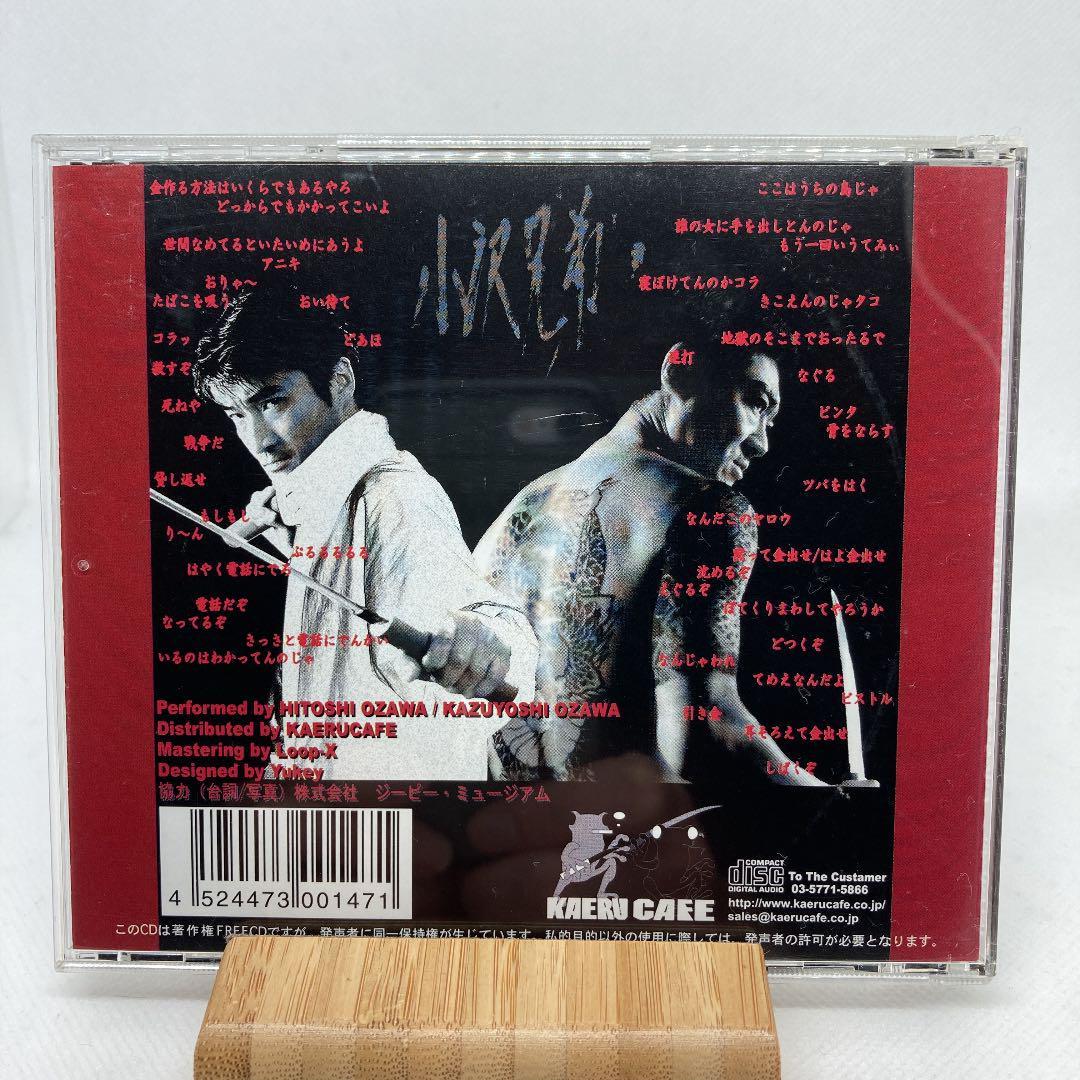 金作る方法はいくらでもあるやろ
どっからでもかかってこいよ
世間なめてるといたいめにあうよ
アニキ
おりゃ〜
たばこを吸う
おい待て
コラッ
どあほ
殺すぞ
死ねや
戦争だ
貸し返せ
もしもし
り〜ん
ぷるるるるる
はやく電話にでろ
電話だぞ
なってるぞ
さっさと電話にでんかい
いるのはわかってんのじゃ
小沢兄弟
ここはうちの島じゃ
誰の女に手を出しとんのじゃ
もう一回いうてみぃ
寝ぼけてんのかコラ
きこえんのじゃタコ
地獄のそこまでおったるで
なぐる
ビンタ
骨をならす
ツバをはく
なんだこのヤロウ
黙って金出せ/はよ金出せ
沈めるぞ
えぐるぞ
ぼてくりまわしてやろうか
どつくぞ
なんじゃわれ
てめえなんだよ
ピストル
引き金
耳そろえて金出せ
しばくぞ
Performed by HITOSHI OZAWA / KAZUYOSHI OZAWA
Distributed by KAERUCAFE
Mastering by Loop-X
Designed by Yukey
協力（台詞/写真）株式会社 ジーピー・ミュージアム
4 524473 001471
KAERU CAFE
COMPACT
disc
DIGITAL AUDIO
To The Custamer
03-5771-5866
http://www.kaerucafe.co.jp/
sales@kaerucafe.co.jp
このCDは著作権FREECDですが、発声者に同一保持権が生じています。私的目的以外の使用に際しては、発声者の許可が必要となります。